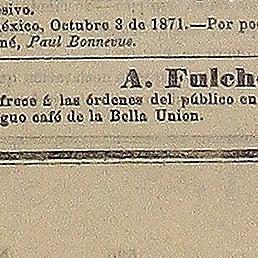 sivo.
éxico, Octubre 3 de 1871.—Por po
né, Paul Bonnevue.
A. Fulche
frece á las órdenes del público en
guo café de la Bella Union.